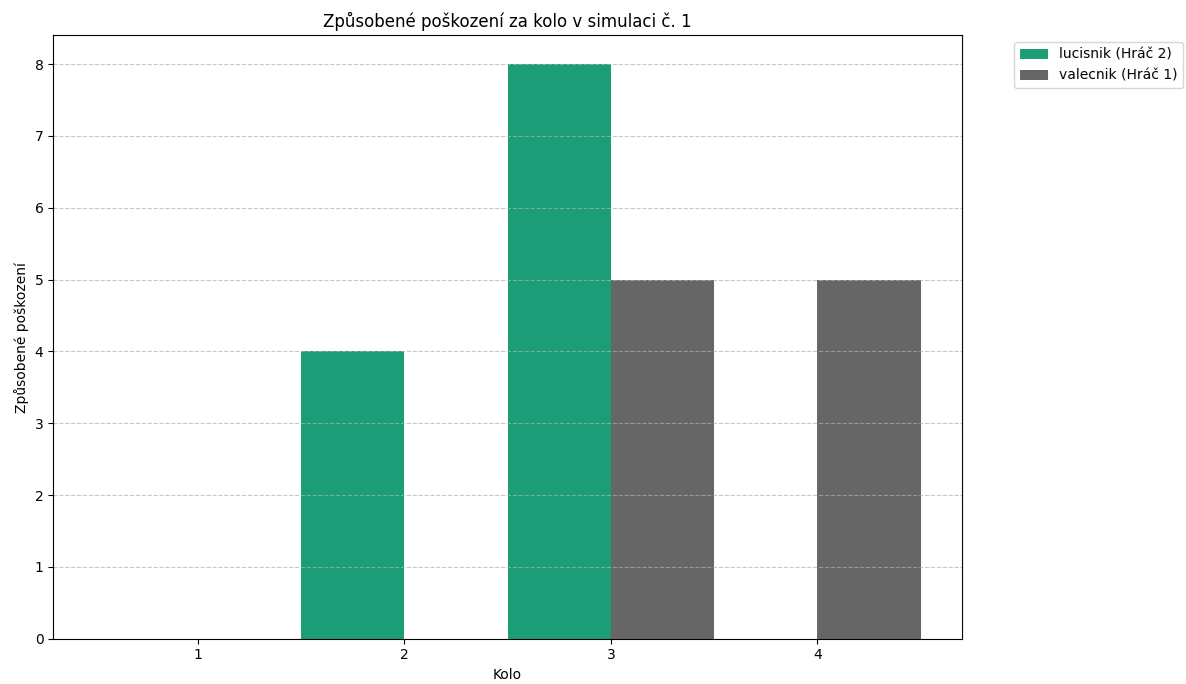 Způsobené poškození za kolo v simulaci č. 1
lucisnik (Hráč 2)
valecnik (Hráč 1)
Způsobené poškození
8
7
6
5
4
3
2
1
0
1 2 3 4
Kolo